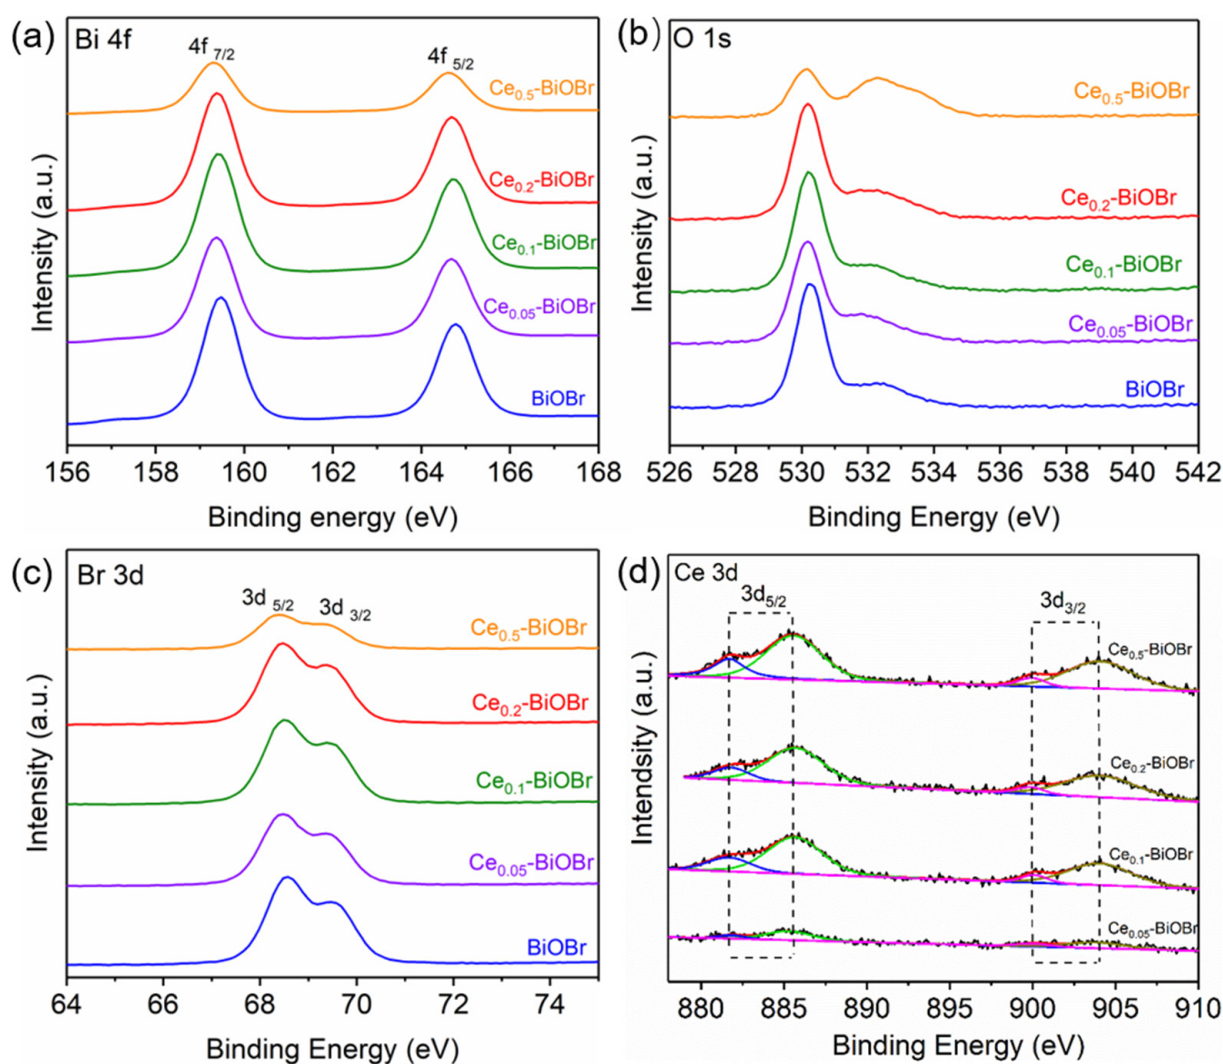 (a) Bi 4f
4f 7/2
4f 5/2
Ce0.5-BiOBr
Ce0.2-BiOBr
Ce0.1-BiOBr
Ce0.05-BiOBr
BiOBr
Intensity (a.u.)
156 158 160 162 164 166 168
Binding energy (eV)
(b) O 1s
Ce0.5-BiOBr
Ce0.2-BiOBr
Ce0.1-BiOBr
Ce0.05-BiOBr
BiOBr
Intensity (a.u.)
526 528 530 532 534 536 538 540 542
Binding Energy (eV)
(c) Br 3d
3d 5/2
3d 3/2
Ce0.5-BiOBr
Ce0.2-BiOBr
Ce0.1-BiOBr
Ce0.05-BiOBr
BiOBr
Intensity (a.u.)
64 66 68 70 72 74
Binding Energy (eV)
(d) Ce 3d
3d5/2
3d3/2
Ce0.5-BiOBr
Ce0.2-BiOBr
Ce0.1-BiOBr
Ce0.05-BiOBr
Intendsity (a.u.)
880 885 890 895 900 905 910
Binding Energy (eV)